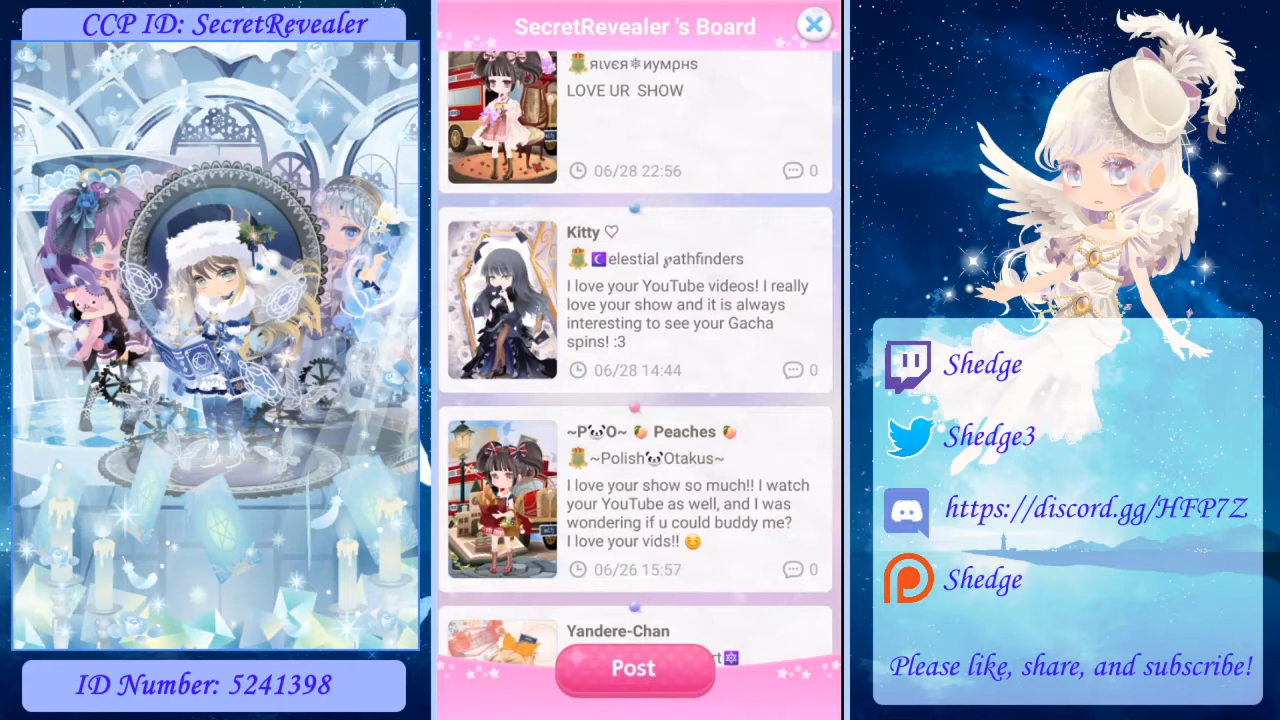 CCP ID: SecretRevealer
ID Number: 5241398
SecretRevealer 's Board
яινєя❄иумρнѕ
LOVE UR SHOW
06/28 22:56
0
Kitty ♡
☪elestial ℘athfinders
I love your YouTube videos! I really
love your show and it is always
interesting to see your Gacha
spins! :3
06/28 14:44
0
~P🐼O~ 🍑 Peaches 🍑
~Polish🐼Otakus~
I love your show so much!! I watch
your YouTube as well, and I was
wondering if u could buddy me?
I love your vids!! 😊
06/26 15:57
0
Yandere-Chan
Post
Shedge
Shedge3
https://discord.gg/HFP7Z
Shedge
Please like, share, and subscribe!